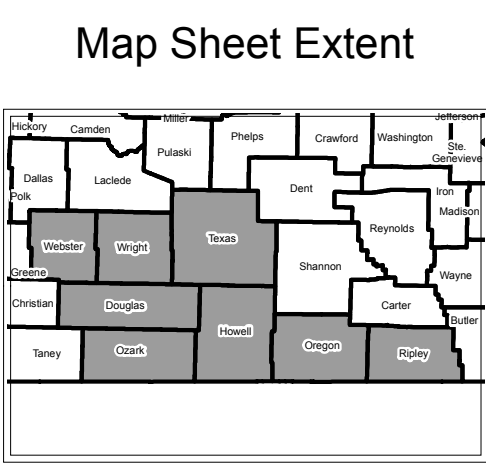 Map Sheet Extent
Miller
Jefferson
Hickory
Camden
Phelps
Crawford
Washington
Ste.
Genevieve
Pulaski
Dallas
Laclede
Dent
Iron
Polk
Madison
Reynolds
Texas
Webster
Wright
Shannon
Greene
Wayne
Christian
Douglas
Carter
Butler
Howell
Taney
Ozark
Oregon
Ripley